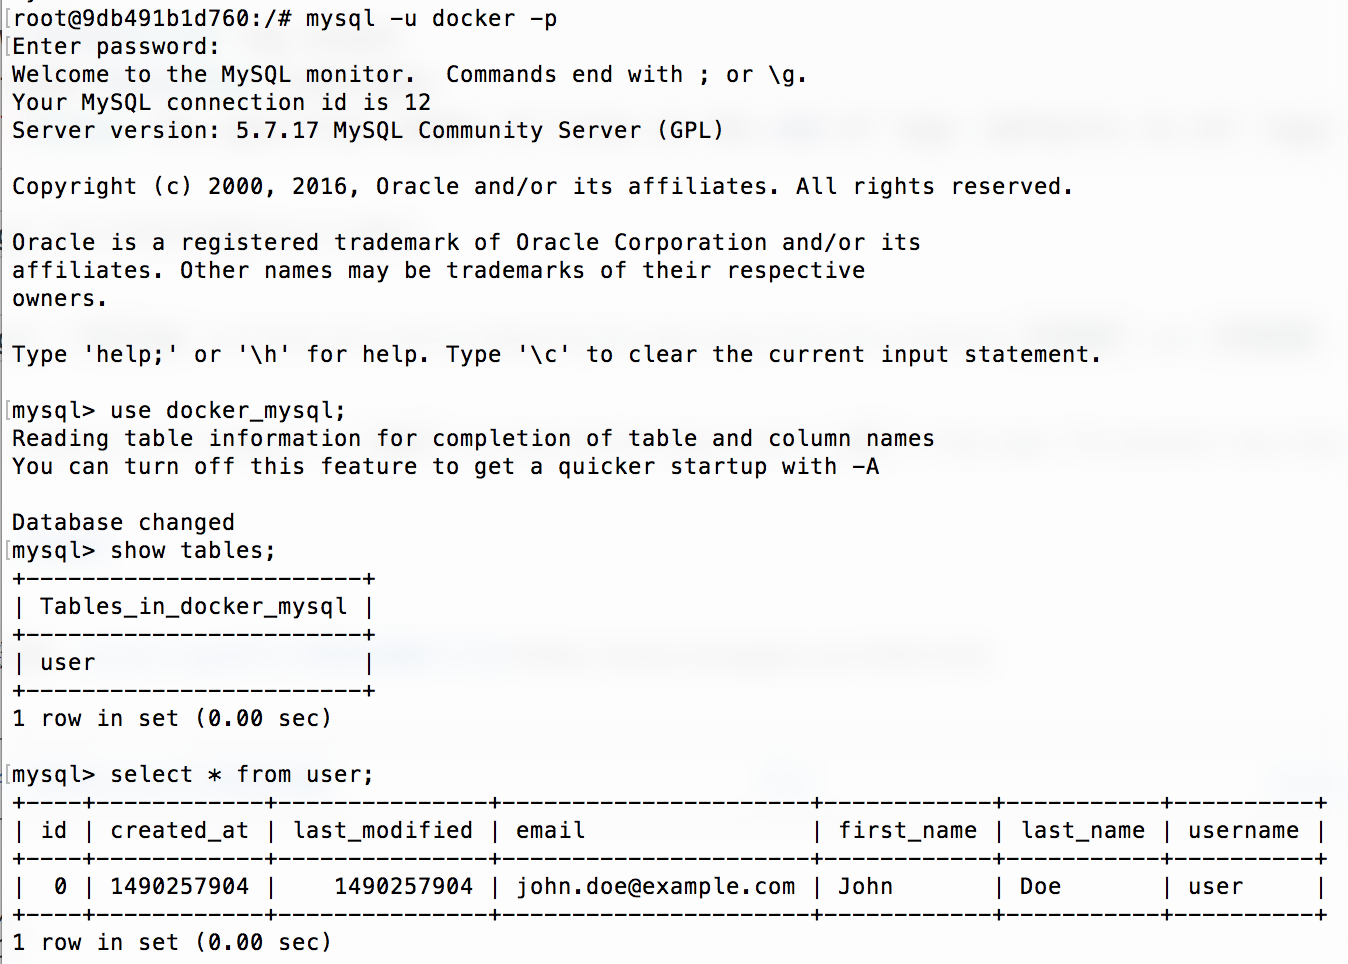 root@9db491b1d760:/# mysql -u docker -p
Enter password:
Welcome to the MySQL monitor.  Commands end with ; or \g.
Your MySQL connection id is 12
Server version: 5.7.17 MySQL Community Server (GPL)

Copyright (c) 2000, 2016, Oracle and/or its affiliates. All rights reserved.

Oracle is a registered trademark of Oracle Corporation and/or its
affiliates. Other names may be trademarks of their respective
owners.

Type 'help;' or '\h' for help. Type '\c' to clear the current input statement.

mysql> use docker_mysql;
Reading table information for completion of table and column names
You can turn off this feature to get a quicker startup with -A

Database changed
mysql> show tables;
+------------------------+
| Tables_in_docker_mysql |
+------------------------+
| user                   |
+------------------------+
1 row in set (0.00 sec)

mysql> select * from user;
+----+------------+---------------+----------------------+------------+-----------+----------+
| id | created_at | last_modified | email                | first_name | last_name | username |
+----+------------+---------------+----------------------+------------+-----------+----------+
|  0 | 1490257904 |    1490257904 | john.doe@example.com | John       | Doe       | user     |
+----+------------+---------------+----------------------+------------+-----------+----------+
1 row in set (0.00 sec)